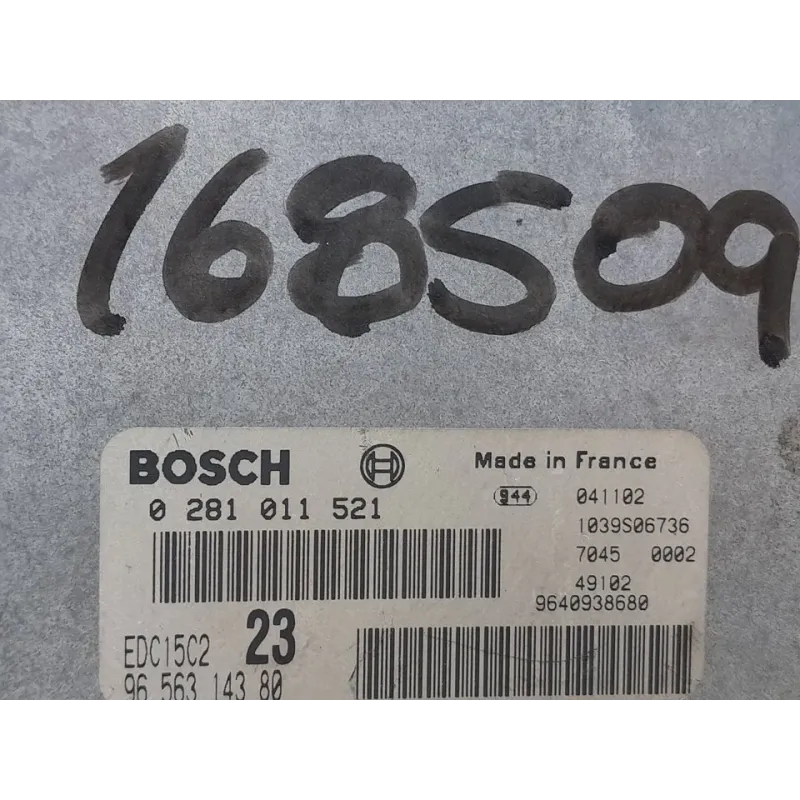 168509
BOSCH
Made in France
0 281 011 521
944
041102
1039S06736
7045 0002
49102
9640938680
EDC15C2
23
96 563 143 80